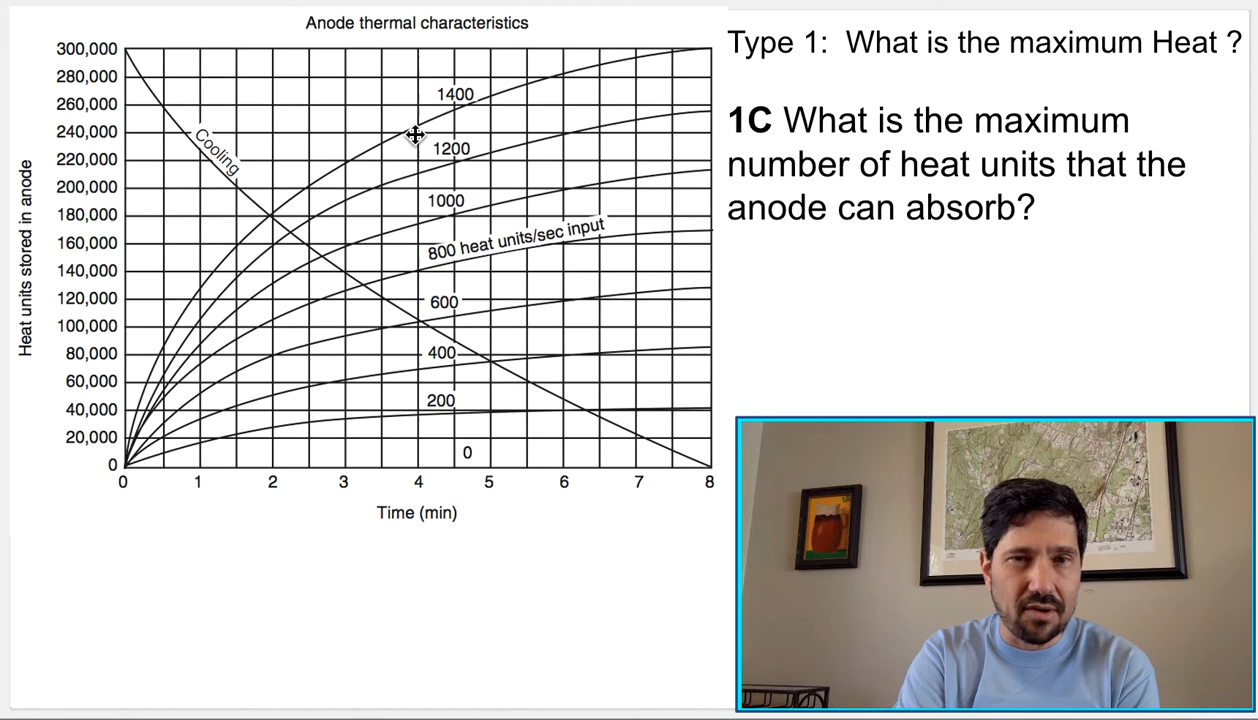 Anode thermal characteristics
Heat units stored in anode
300,000
280,000
260,000
240,000
220,000
200,000
180,000
160,000
140,000
120,000
100,000
80,000
60,000
40,000
20,000
0
Cooling
1400
1200
1000
800 heat units/sec input
600
400
200
0
0 1 2 3 4 5 6 7 8
Time (min)
Type 1: What is the maximum Heat ?
1C What is the maximum
number of heat units that the
anode can absorb?